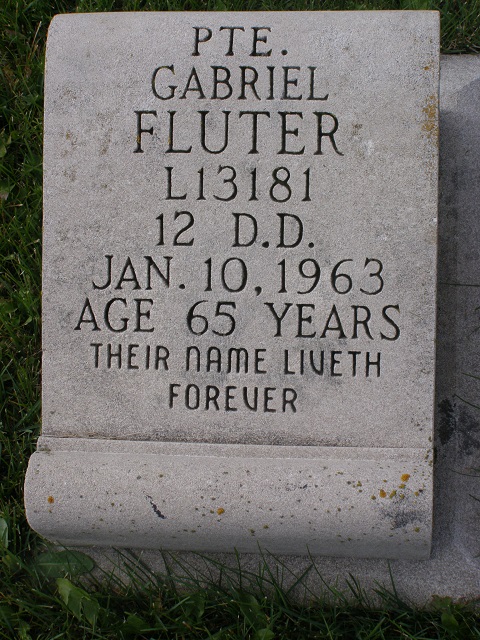 PTE.
GABRIEL
FLUTER
L13181
12 D.D.
JAN. 10, 1963
AGE 65 YEARS
THEIR NAME LIVETH
FOREVER